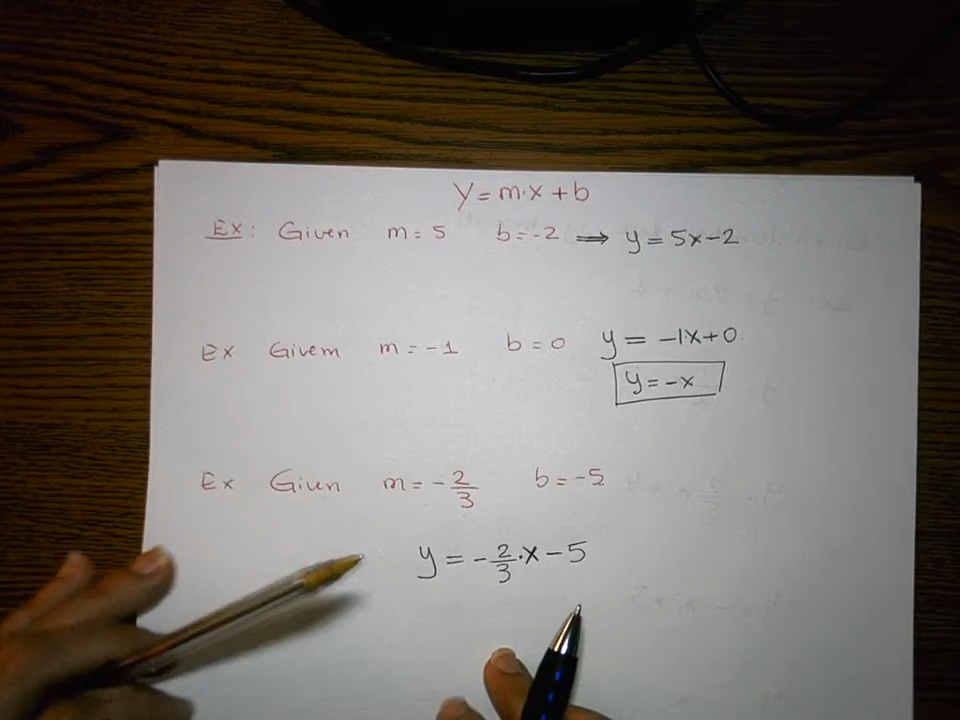 y = m·x + b
Ex: Given m = 5 b = -2 ⟹ y = 5x - 2
Ex Givem m = -1 b = 0 y = -1x + 0
y = -x
Ex Given m = -2/3 b = -5
y = -2/3·x - 5